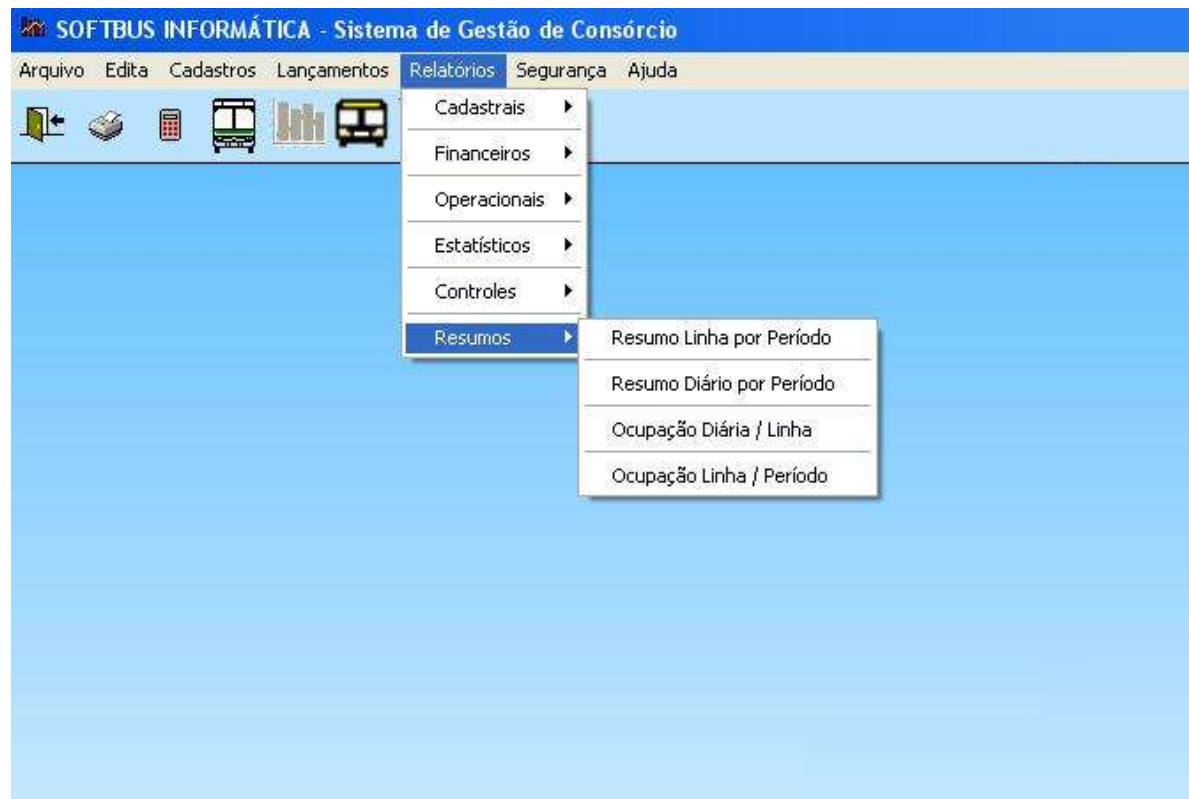 SOFTBUS INFORMÁTICA - Sistema de Gestão de Consórcio
Arquivo Edita Cadastros Lançamentos Relatórios Segurança Ajuda
Cadastrais
Financeiros
Operacionais
Estatísticos
Controles
Resumos
Resumo Linha por Período
Resumo Diário por Período
Ocupação Diária / Linha
Ocupação Linha / Período